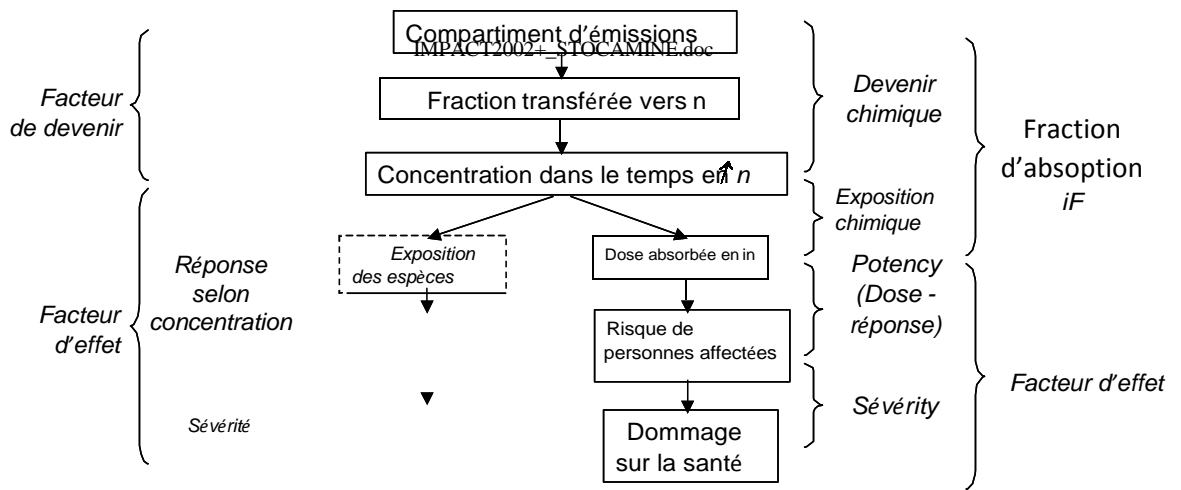 Compartiment d'émissions
IMPACT2002+_STOCAMINE.doc
Facteur
de devenir
Fraction transférée vers n
Devenir
chimique
Fraction
d'absoption
iF
Concentration dans le temps en n
Exposition
chimique
Exposition
des espèces
Dose absorbée en in
Réponse
selon
concentration
Potency
(Dose -
réponse)
Facteur
d'effet
Risque de
personnes affectées
Facteur d'effet
Sévérité
Sévérity
Dommage
sur la santé